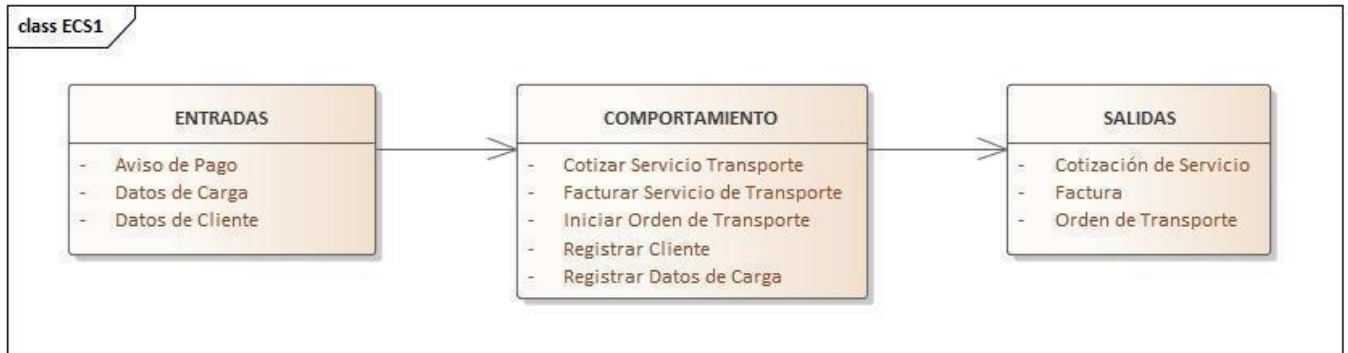 class ECS1
ENTRADAS
- Aviso de Pago
- Datos de Carga
- Datos de Cliente
COMPORTAMIENTO
- Cotizar Servicio Transporte
- Facturar Servicio de Transporte
- Iniciar Orden de Transporte
- Registrar Cliente
- Registrar Datos de Carga
SALIDAS
- Cotización de Servicio
- Factura
- Orden de Transporte